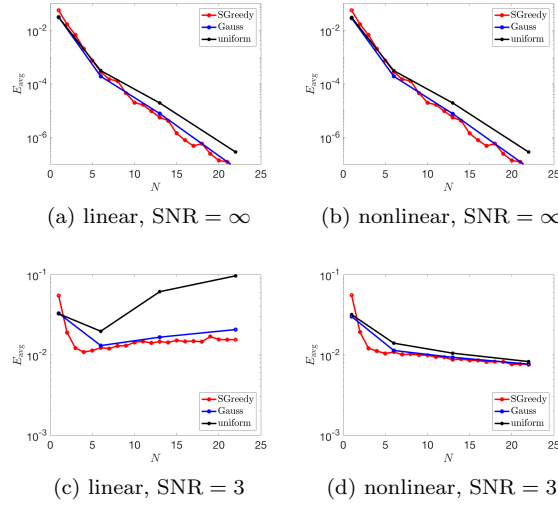 10⁻²
10⁻⁴
10⁻⁶
E_avg
SGreedy
Gauss
uniform
0 5 10 15 20 25
N
(a) linear, SNR = ∞
10⁻²
10⁻⁴
10⁻⁶
E_avg
SGreedy
Gauss
uniform
0 5 10 15 20 25
N
(b) nonlinear, SNR = ∞
10⁻¹
10⁻²
10⁻³
E_avg
SGreedy
Gauss
uniform
0 5 10 15 20 25
N
(c) linear, SNR = 3
10⁻¹
10⁻²
10⁻³
E_avg
SGreedy
Gauss
uniform
0 5 10 15 20 25
N
(d) nonlinear, SNR = 3